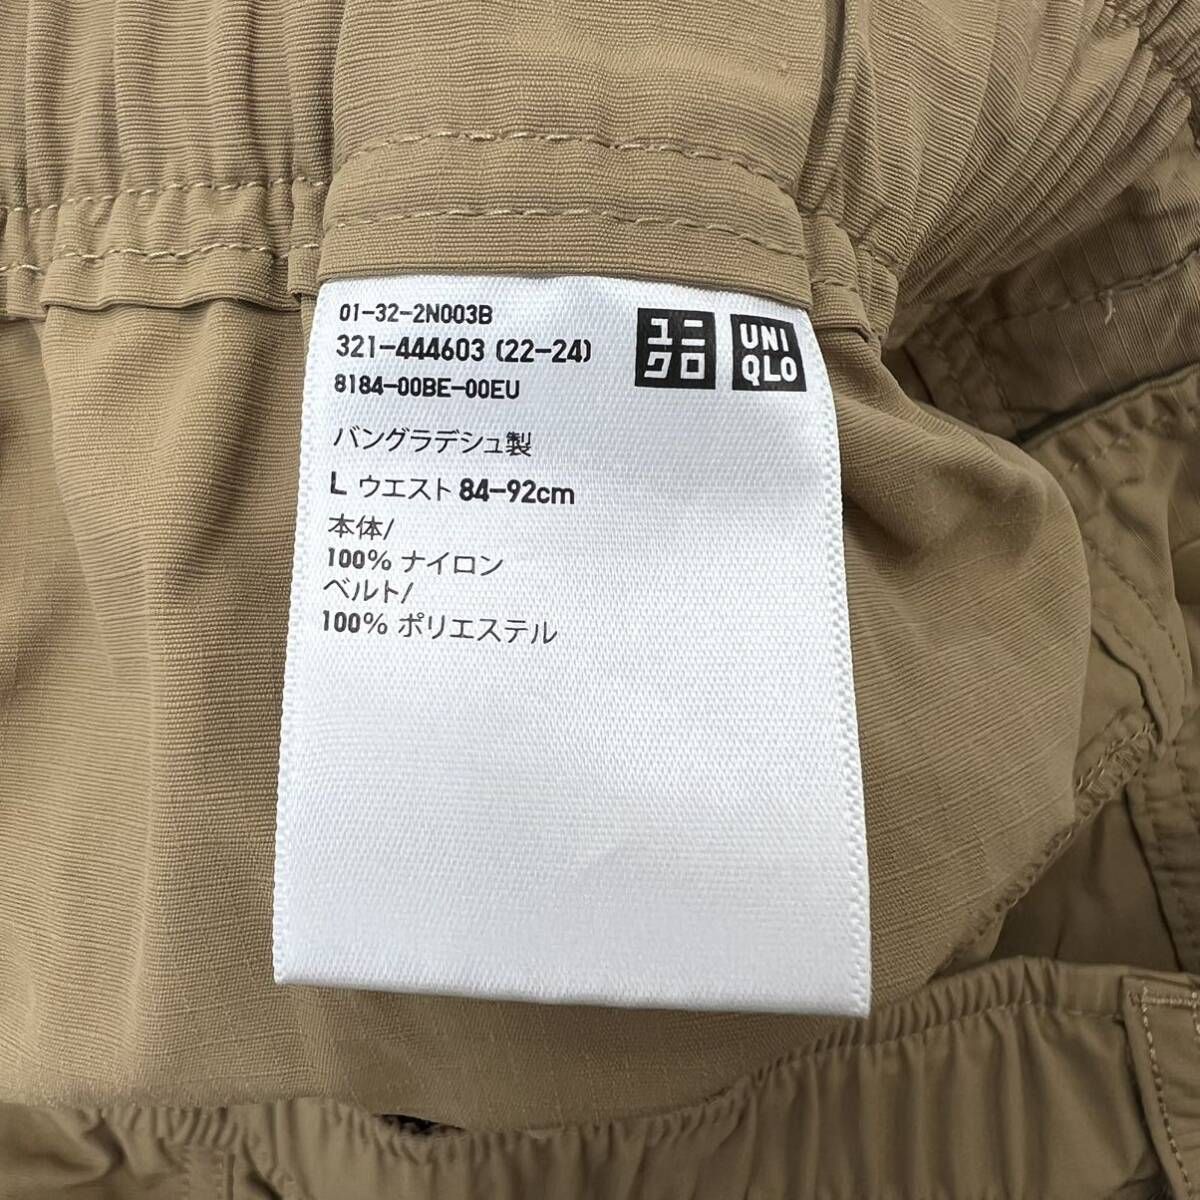 01-32-2N003B
321-444603 (22-24)
8184-00BE-00EU
ユニ
クロ
UNI
QLO
バングラデシュ製
L ウエスト 84-92cm
本体/
100% ナイロン
ベルト/
100% ポリエステル